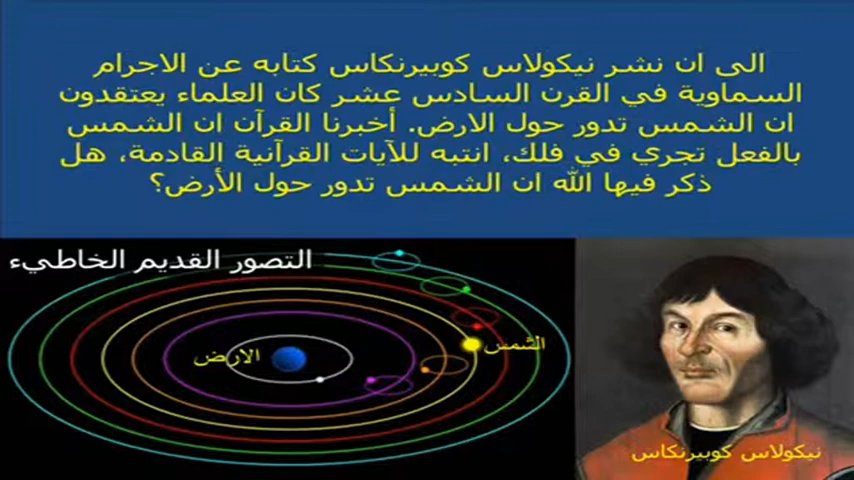 الى ان نشر نيكولاس كوبيرنكاس كتابه عن الاجرام
السماوية في القرن السادس عشر كان العلماء يعتقدون
ان الشمس تدور حول الارض. أخبرنا القرآن ان الشمس
بالفعل تجري في فلك، انتبه للآيات القرآنية القادمة، هل
ذكر فيها الله ان الشمس تدور حول الأرض؟
التصور القديم الخاطيء
الشمس
الارض
نيكولاس كوبيرنكاس